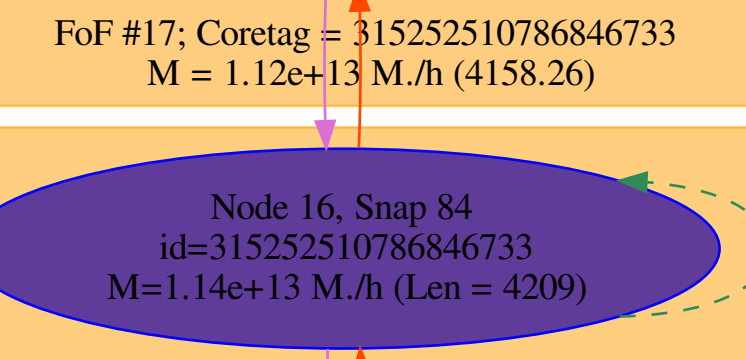 FoF #17; Coretag = 315252510786846733
M = 1.12e+13 M./h (4158.26)
Node 16, Snap 84
id=315252510786846733
M=1.14e+13 M./h (Len = 4209)